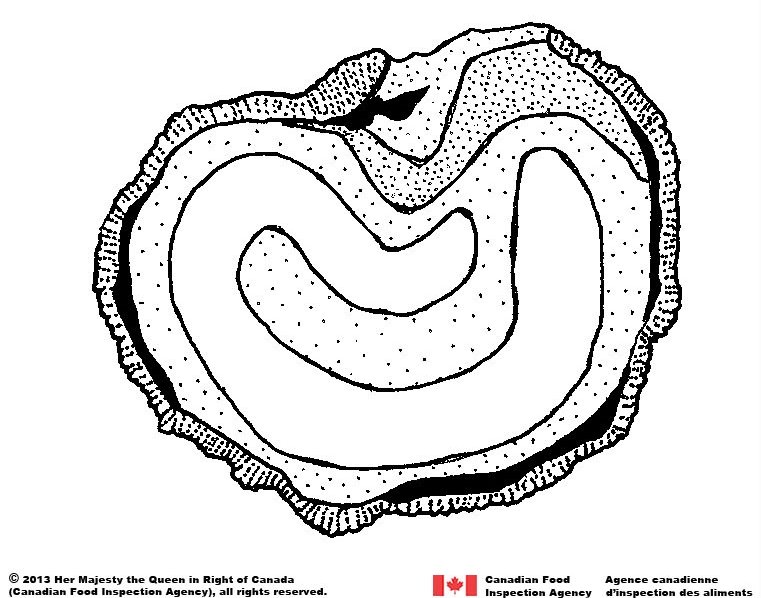 © 2013 Her Majesty the Queen in Right of Canada
(Canadian Food Inspection Agency), all rights reserved.
Canadian Food
Inspection Agency
Agence canadienne
d'inspection des aliments